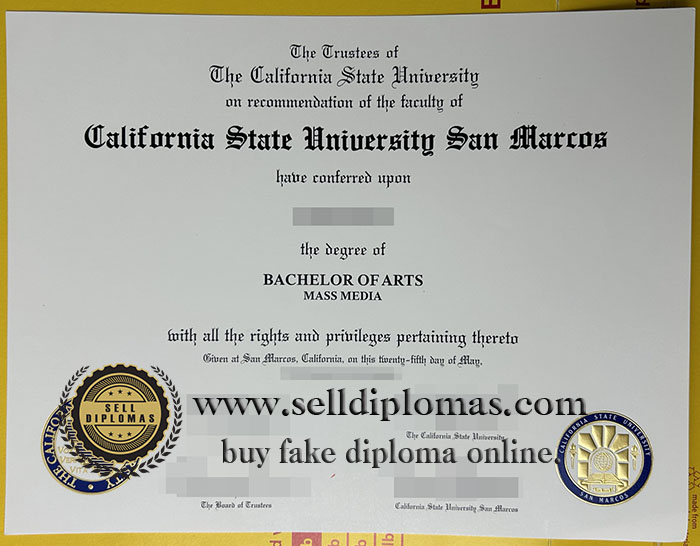 The Trustees of
The California State University
on recommendation of the faculty of
California State University San Marcos
have conferred upon
the degree of
BACHELOR OF ARTS
MASS MEDIA
with all the rights and privileges pertaining thereto
Given at San Marcos, California, on this twenty-fifth day of May,
SELL
DIPLOMAS
www.selldiplomas.com
buy fake diploma online.
THE CALIFO
The California State University
CALIFORNIA STATE UNIVERSITY
SAN MARCOS
The Board of Trustees
California State University San Marcos
made from